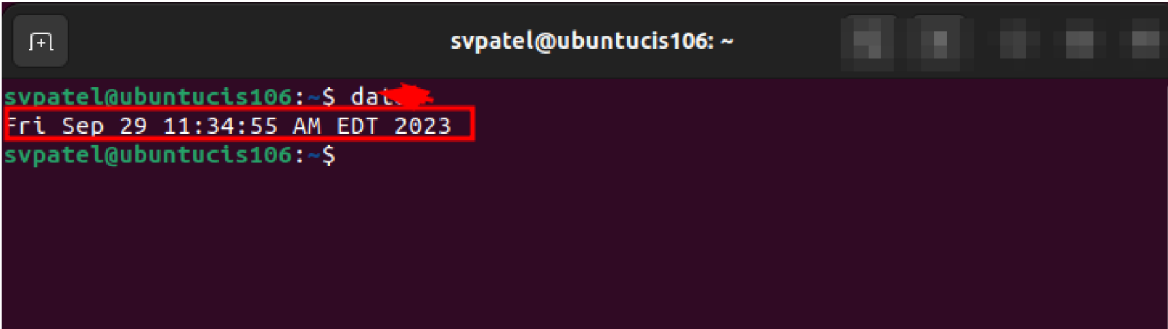 svpatel@ubuntucis106: ~
svpatel@ubuntucis106:~$
Fri Sep 29 11:34:55 AM EDT 2023
svpatel@ubuntucis106:~$